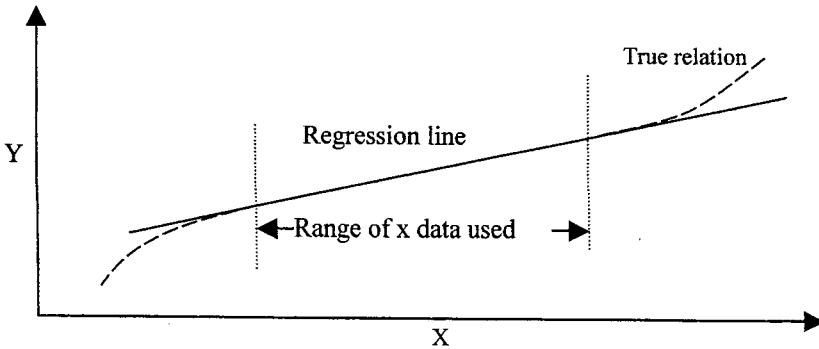 True relation
Regression line
Y
Range of x data used
X